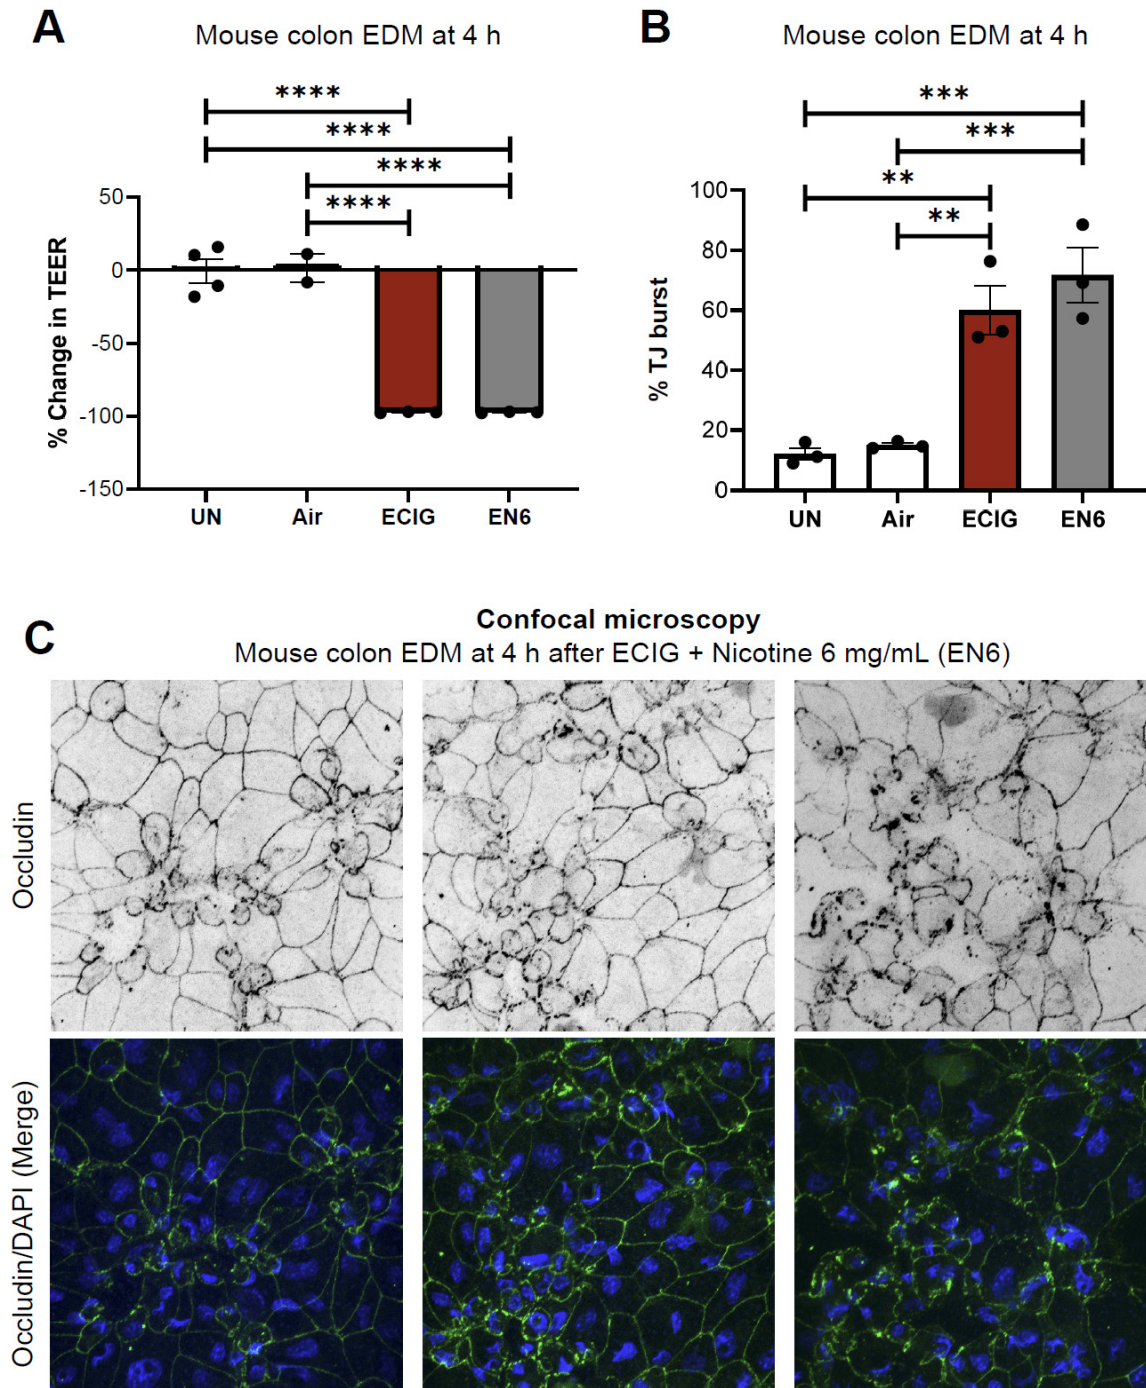 A
Mouse colon EDM at 4 h
****
****
****
****
% Change in TEER
50
0
-50
-100
-150
UN Air ECIG EN6
B
Mouse colon EDM at 4 h
***
***
**
**
% TJ burst
100
80
60
40
20
0
UN Air ECIG EN6
C
Confocal microscopy
Mouse colon EDM at 4 h after ECIG + Nicotine 6 mg/mL (EN6)
Occludin
Occludin/DAPI (Merge)